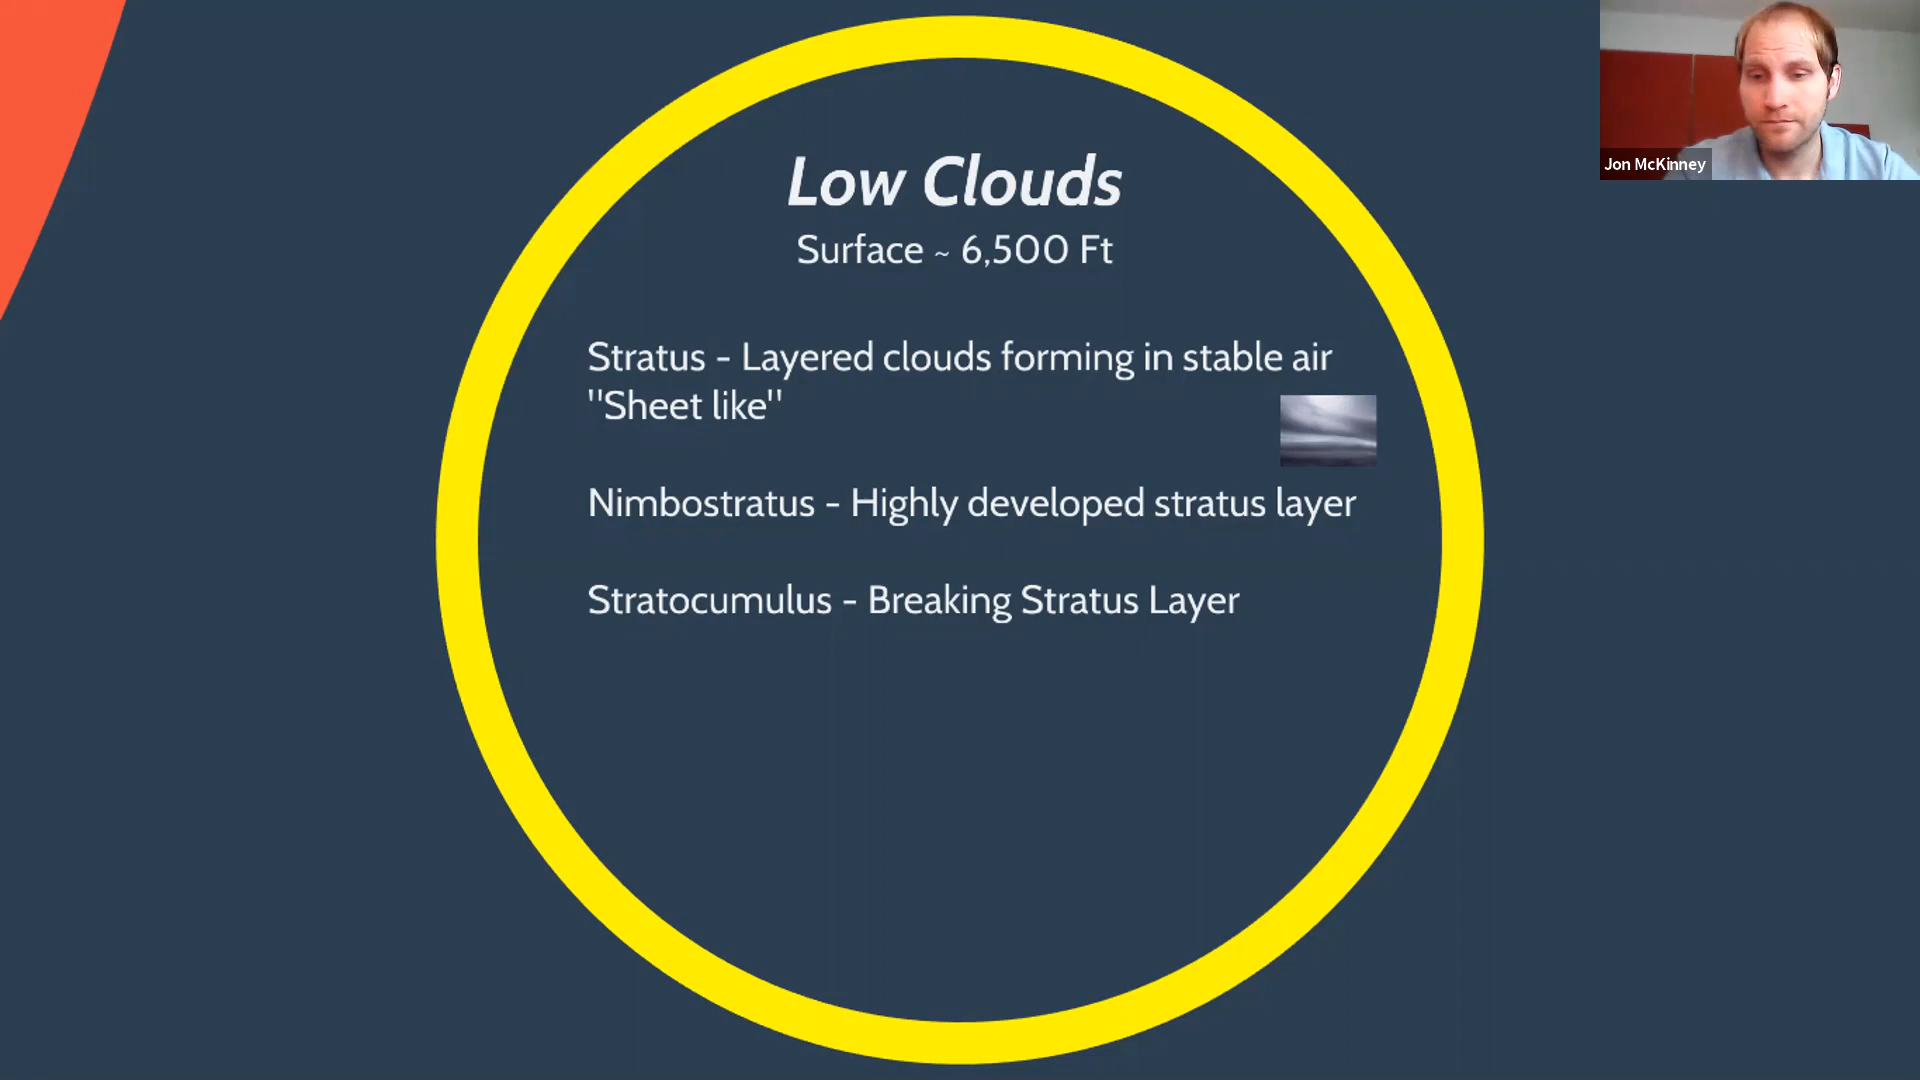 Low Clouds
Surface ~ 6,500 Ft
Stratus - Layered clouds forming in stable air
"Sheet like"
Nimbostratus - Highly developed stratus layer
Stratocumulus - Breaking Stratus Layer
Jon McKinney